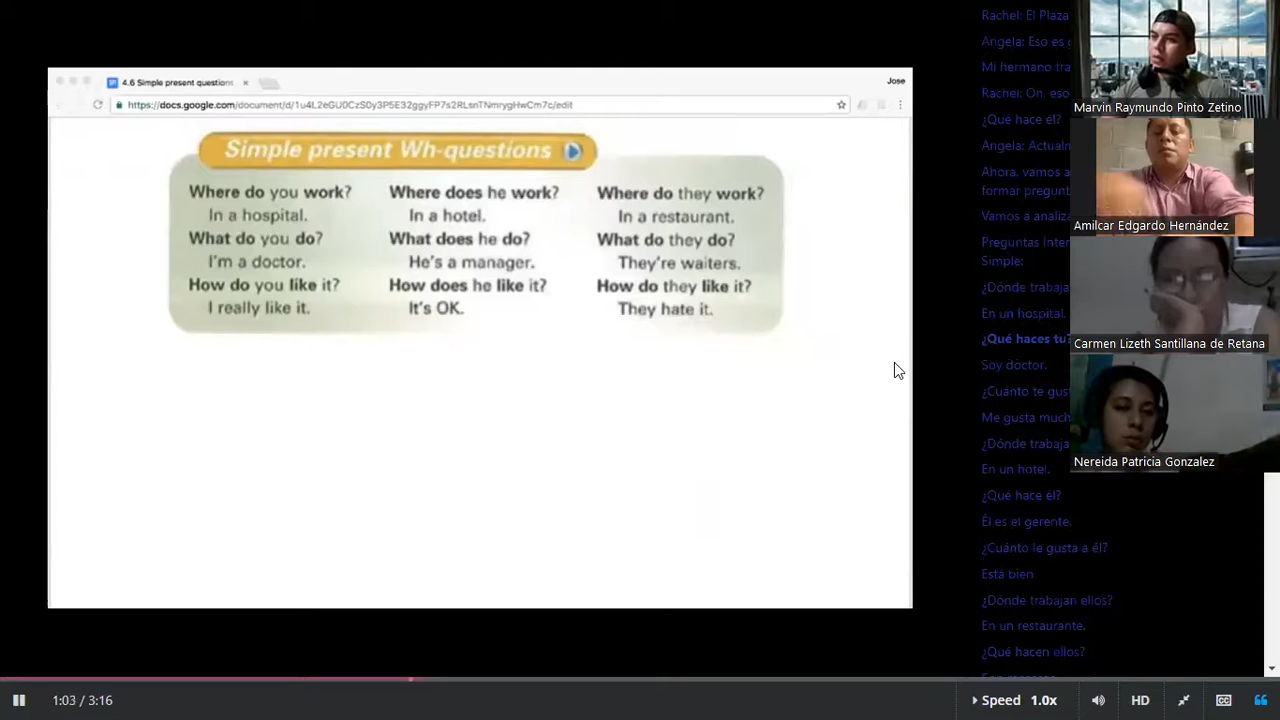 4.6 Simple present questions
Jose
https://docs.google.com/document/d/1u4L2eGU0CzS0y3P5E32ggyFP7s2RLsnTNmrygHwCm7c/edit
Simple present Wh-questions
Where do you work?
In a hospital.
What do you do?
I'm a doctor.
How do you like it?
I really like it.
Where does he work?
In a hotel.
What does he do?
He's a manager.
How does he like it?
It's OK.
Where do they work?
In a restaurant.
What do they do?
They're waiters.
How do they like it?
They hate it.
Rachel: El Plaza
Angela: Eso es
Mi hermano tra
Rachel: Oh, eso
¿Qué hace él?
Angela: Actualm
Ahora, vamos a
formar pregunt
Vamos a analiza
Preguntas Inter
Simple:
¿Dónde trabaja
En un hospital.
¿Qué haces tu?
Soy doctor.
¿Cuánto te gust
Me gusta much
¿Dónde trabaja
En un hotel.
¿Qué hace él?
Él es el gerente.
¿Cuánto le gusta a él?
Está bien
¿Dónde trabajan ellos?
En un restaurante.
¿Qué hacen ellos?
Marvin Raymundo Pinto Zetino
Amilcar Edgardo Hernández
Carmen Lizeth Santillana de Retana
Nereida Patricia Gonzalez
1:03 / 3:16
Speed 1.0x
HD
CC